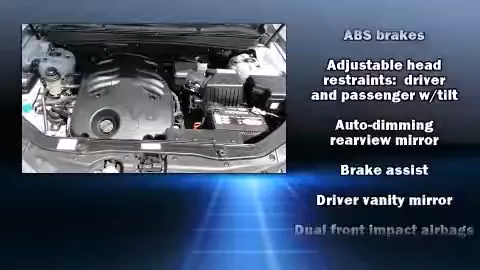 ABS brakes
Adjustable head
restraints: driver
and passenger w/tilt
Auto-dimming
rearview mirror
Brake assist
Driver vanity mirror
Dual front impact airbags